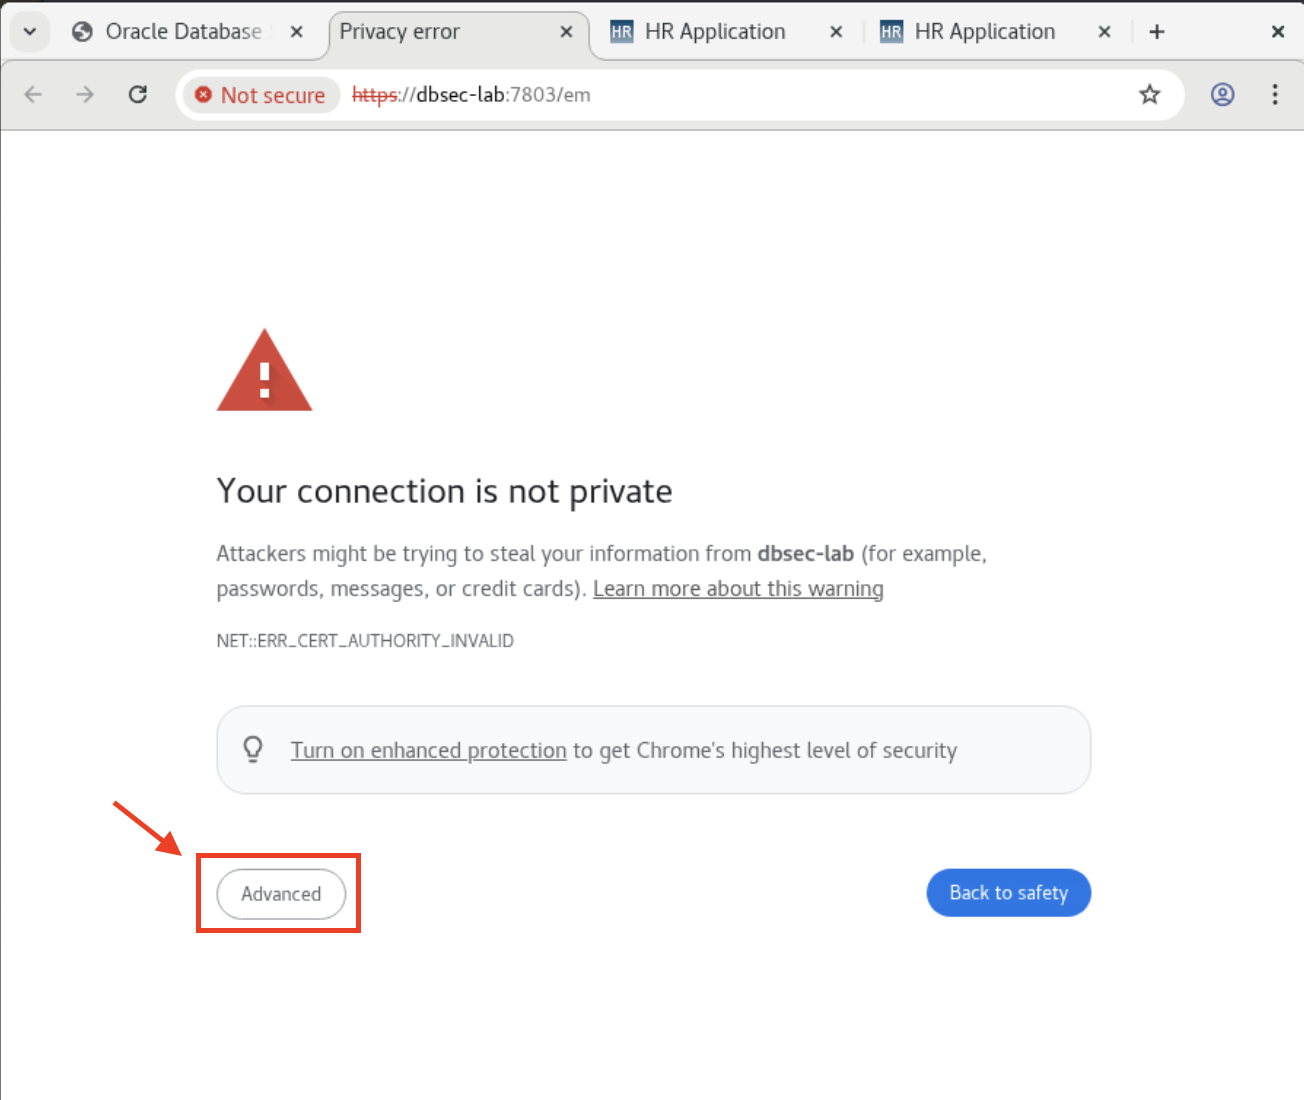 Oracle Database
Privacy error
HR HR Application
HR HR Application
Not secure https://dbsec-lab:7803/em
Your connection is not private
Attackers might be trying to steal your information from dbsec-lab (for example,
passwords, messages, or credit cards). Learn more about this warning
NET::ERR_CERT_AUTHORITY_INVALID
Turn on enhanced protection to get Chrome's highest level of security
Advanced
Back to safety